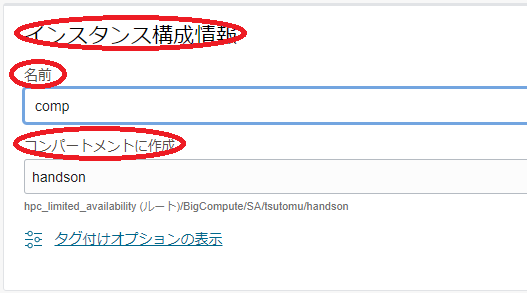 インスタンス構成情報
名前
comp
コンパートメントに作成
handson
hpc_limited_availability (ルート)/BigCompute/SA/tsutomu/handson
タグ付けオプションの表示